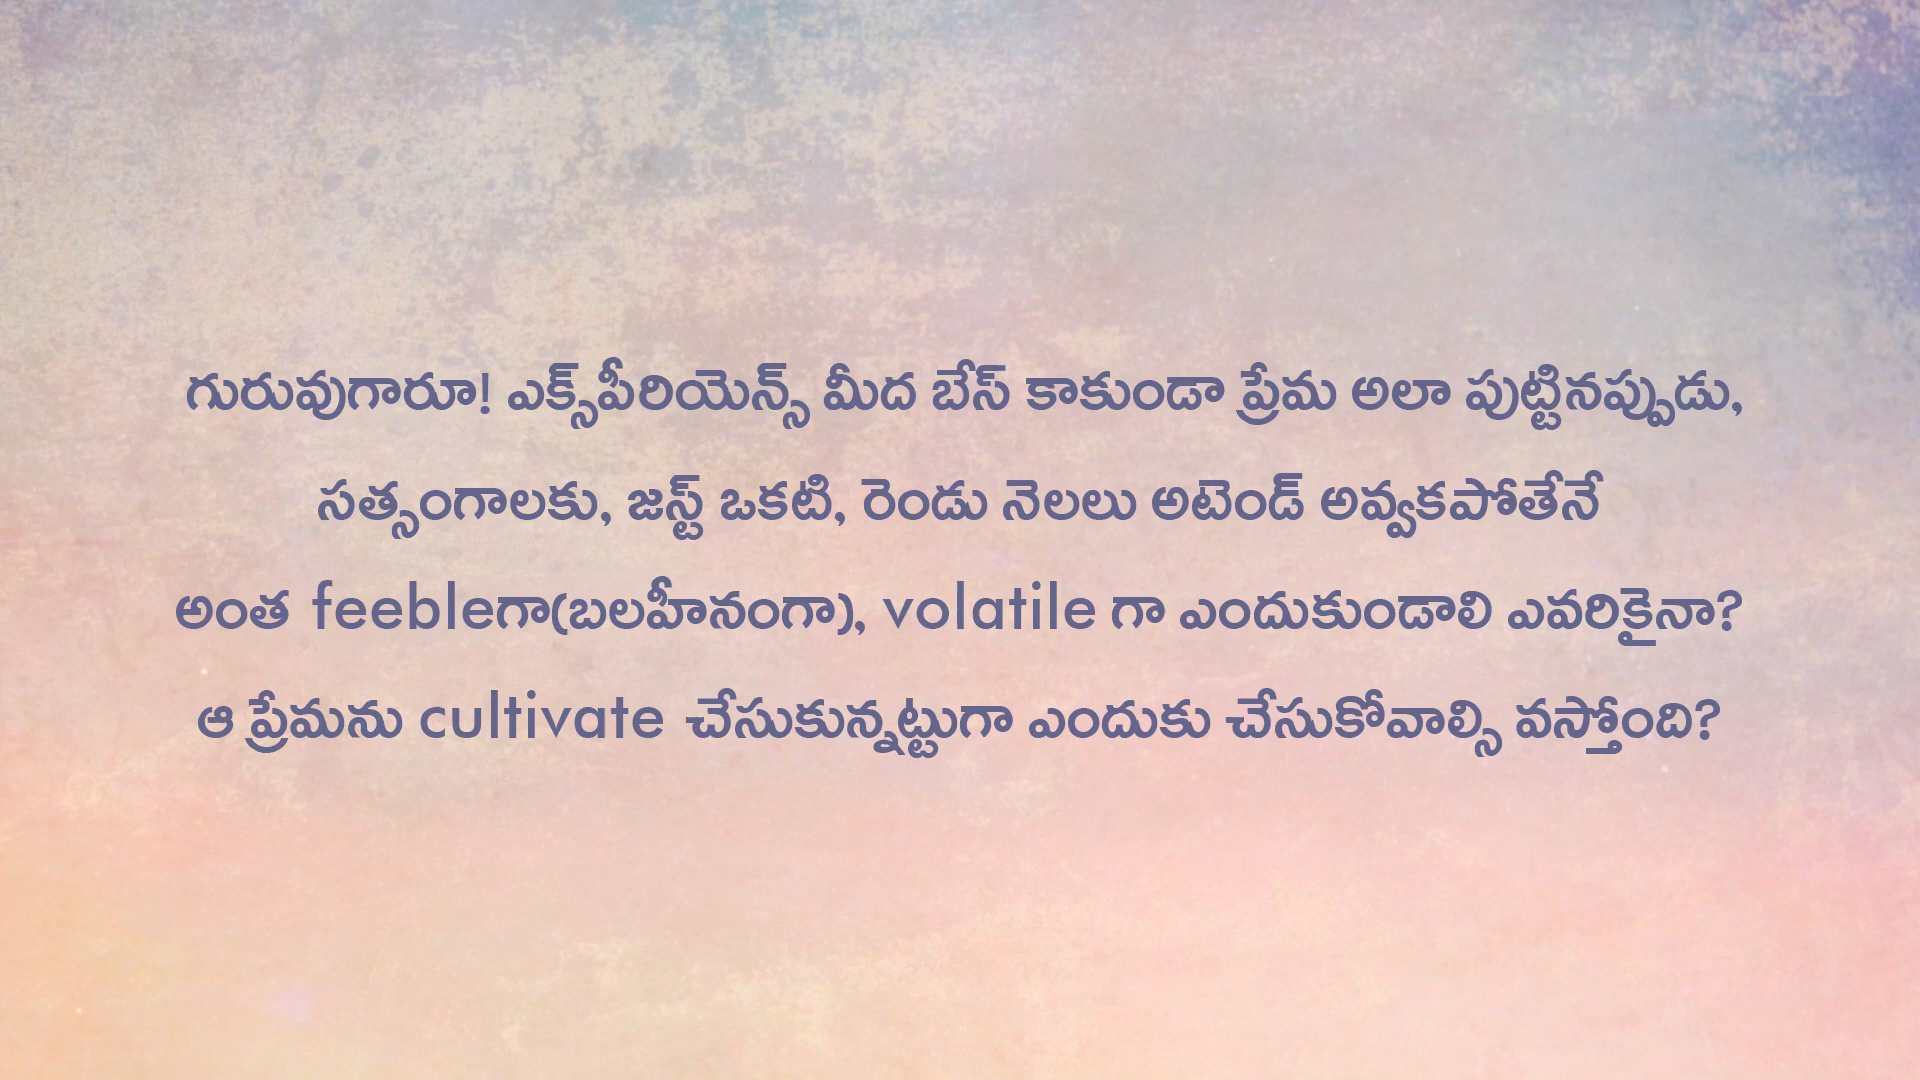 గురువుగారూ! ఎక్స్‌పీరియెన్స్ మీద బేస్ కాకుండా ప్రేమ అలా పుట్టినప్పుడు,
సత్సంగాలకు, జస్ట్ ఒకటి, రెండు నెలలు అటెండ్ అవ్వకపోతేనే
అంత feebleగా(బలహీనంగా), volatile గా ఎందుకుండాలి ఎవరికైనా?
ఆ ప్రేమను cultivate చేసుకున్నట్టుగా ఎందుకు చేసుకోవాల్సి వస్తోంది?